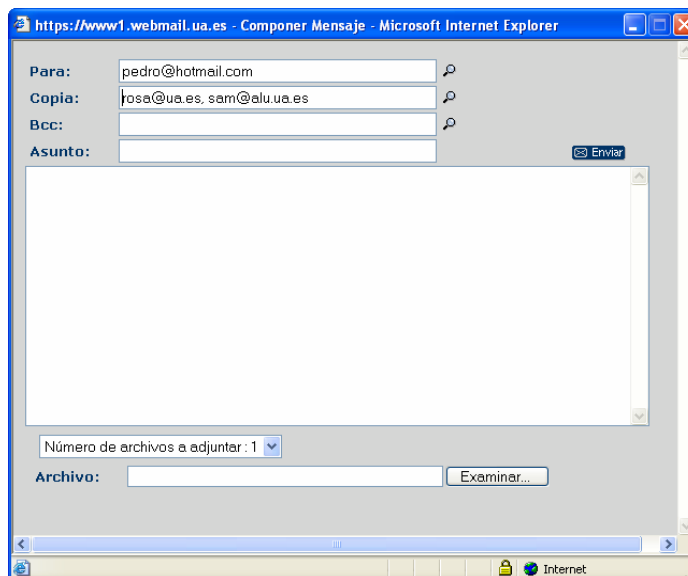 https://www1.webmail.ua.es - Componer Mensaje - Microsoft Internet Explorer
Para: pedro@hotmail.com
Copia: rosa@ua.es, sam@alu.ua.es
Bcc:
Asunto: Enviar
Número de archivos a adjuntar : 1
Archivo: Examinar...
Internet